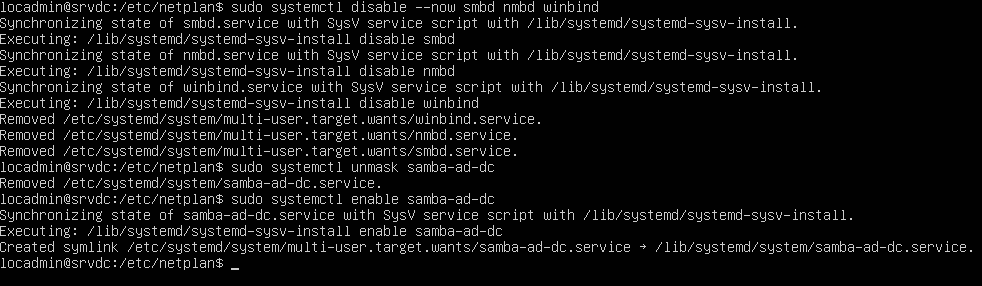 locadmin@srvdc:/etc/netplan$ sudo systemctl disable --now smbd nmbd winbind
Synchronizing state of smbd.service with SysV service script with /lib/systemd/systemd-sysv-install.
Executing: /lib/systemd/systemd-sysv-install disable smbd
Synchronizing state of nmbd.service with SysV service script with /lib/systemd/systemd-sysv-install.
Executing: /lib/systemd/systemd-sysv-install disable nmbd
Synchronizing state of winbind.service with SysV service script with /lib/systemd/systemd-sysv-install.
Executing: /lib/systemd/systemd-sysv-install disable winbind
Removed /etc/systemd/system/multi-user.target.wants/winbind.service.
Removed /etc/systemd/system/multi-user.target.wants/nmbd.service.
Removed /etc/systemd/system/multi-user.target.wants/smbd.service.
locadmin@srvdc:/etc/netplan$ sudo systemctl unmask samba-ad-dc
Removed /etc/systemd/system/samba-ad-dc.service.
locadmin@srvdc:/etc/netplan$ sudo systemctl enable samba-ad-dc
Synchronizing state of samba-ad-dc.service with SysV service script with /lib/systemd/systemd-sysv-install.
Executing: /lib/systemd/systemd-sysv-install enable samba-ad-dc
Created symlink /etc/systemd/system/multi-user.target.wants/samba-ad-dc.service → /lib/systemd/system/samba-ad-dc.service.
locadmin@srvdc:/etc/netplan$ _